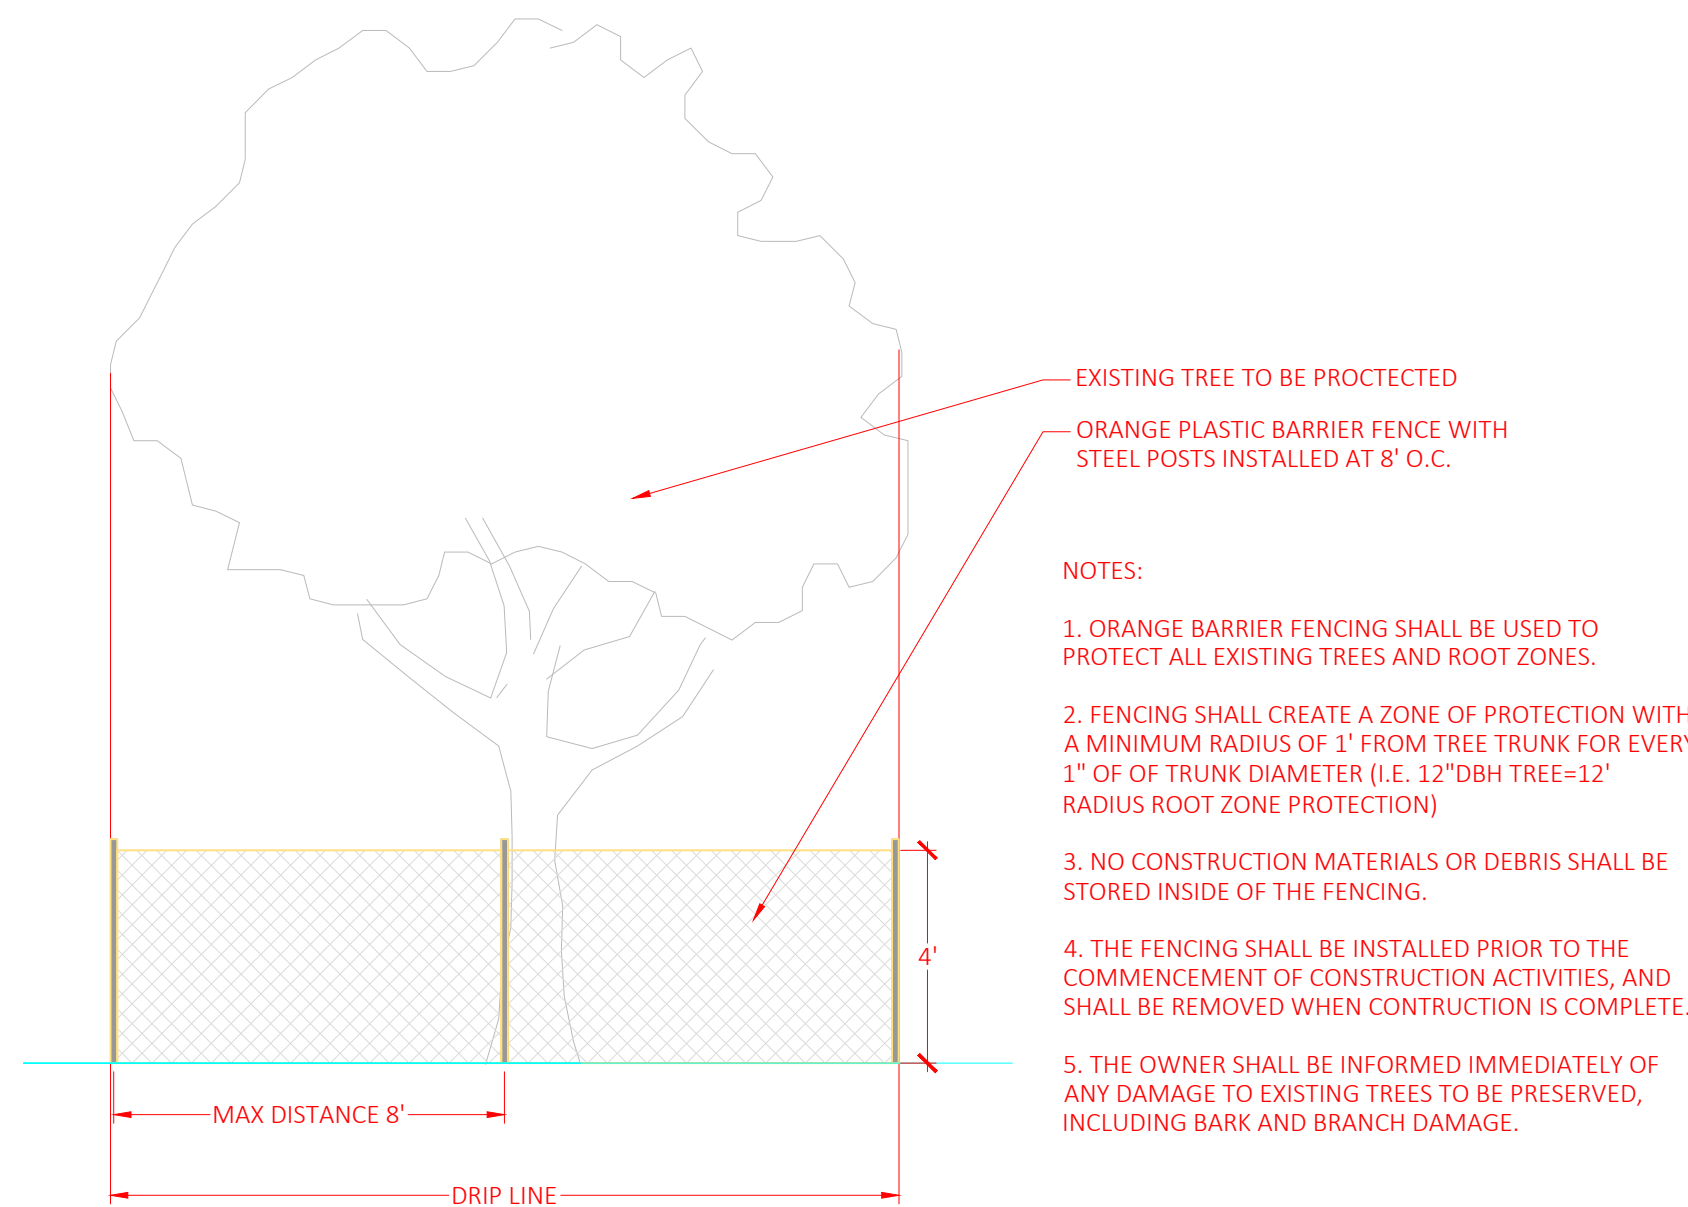 EXISTING TREE TO BE PROCTECTED
ORANGE PLASTIC BARRIER FENCE WITH
STEEL POSTS INSTALLED AT 8' O.C.
NOTES:
1. ORANGE BARRIER FENCING SHALL BE USED TO
PROTECT ALL EXISTING TREES AND ROOT ZONES.
2. FENCING SHALL CREATE A ZONE OF PROTECTION WITH
A MINIMUM RADIUS OF 1' FROM TREE TRUNK FOR EVERY
1" OF OF TRUNK DIAMETER (I.E. 12"DBH TREE=12'
RADIUS ROOT ZONE PROTECTION)
3. NO CONSTRUCTION MATERIALS OR DEBRIS SHALL BE
STORED INSIDE OF THE FENCING.
4. THE FENCING SHALL BE INSTALLED PRIOR TO THE
COMMENCEMENT OF CONSTRUCTION ACTIVITIES, AND
SHALL BE REMOVED WHEN CONTRUCTION IS COMPLETE.
5. THE OWNER SHALL BE INFORMED IMMEDIATELY OF
ANY DAMAGE TO EXISTING TREES TO BE PRESERVED,
INCLUDING BARK AND BRANCH DAMAGE.
4'
MAX DISTANCE 8'
DRIP LINE